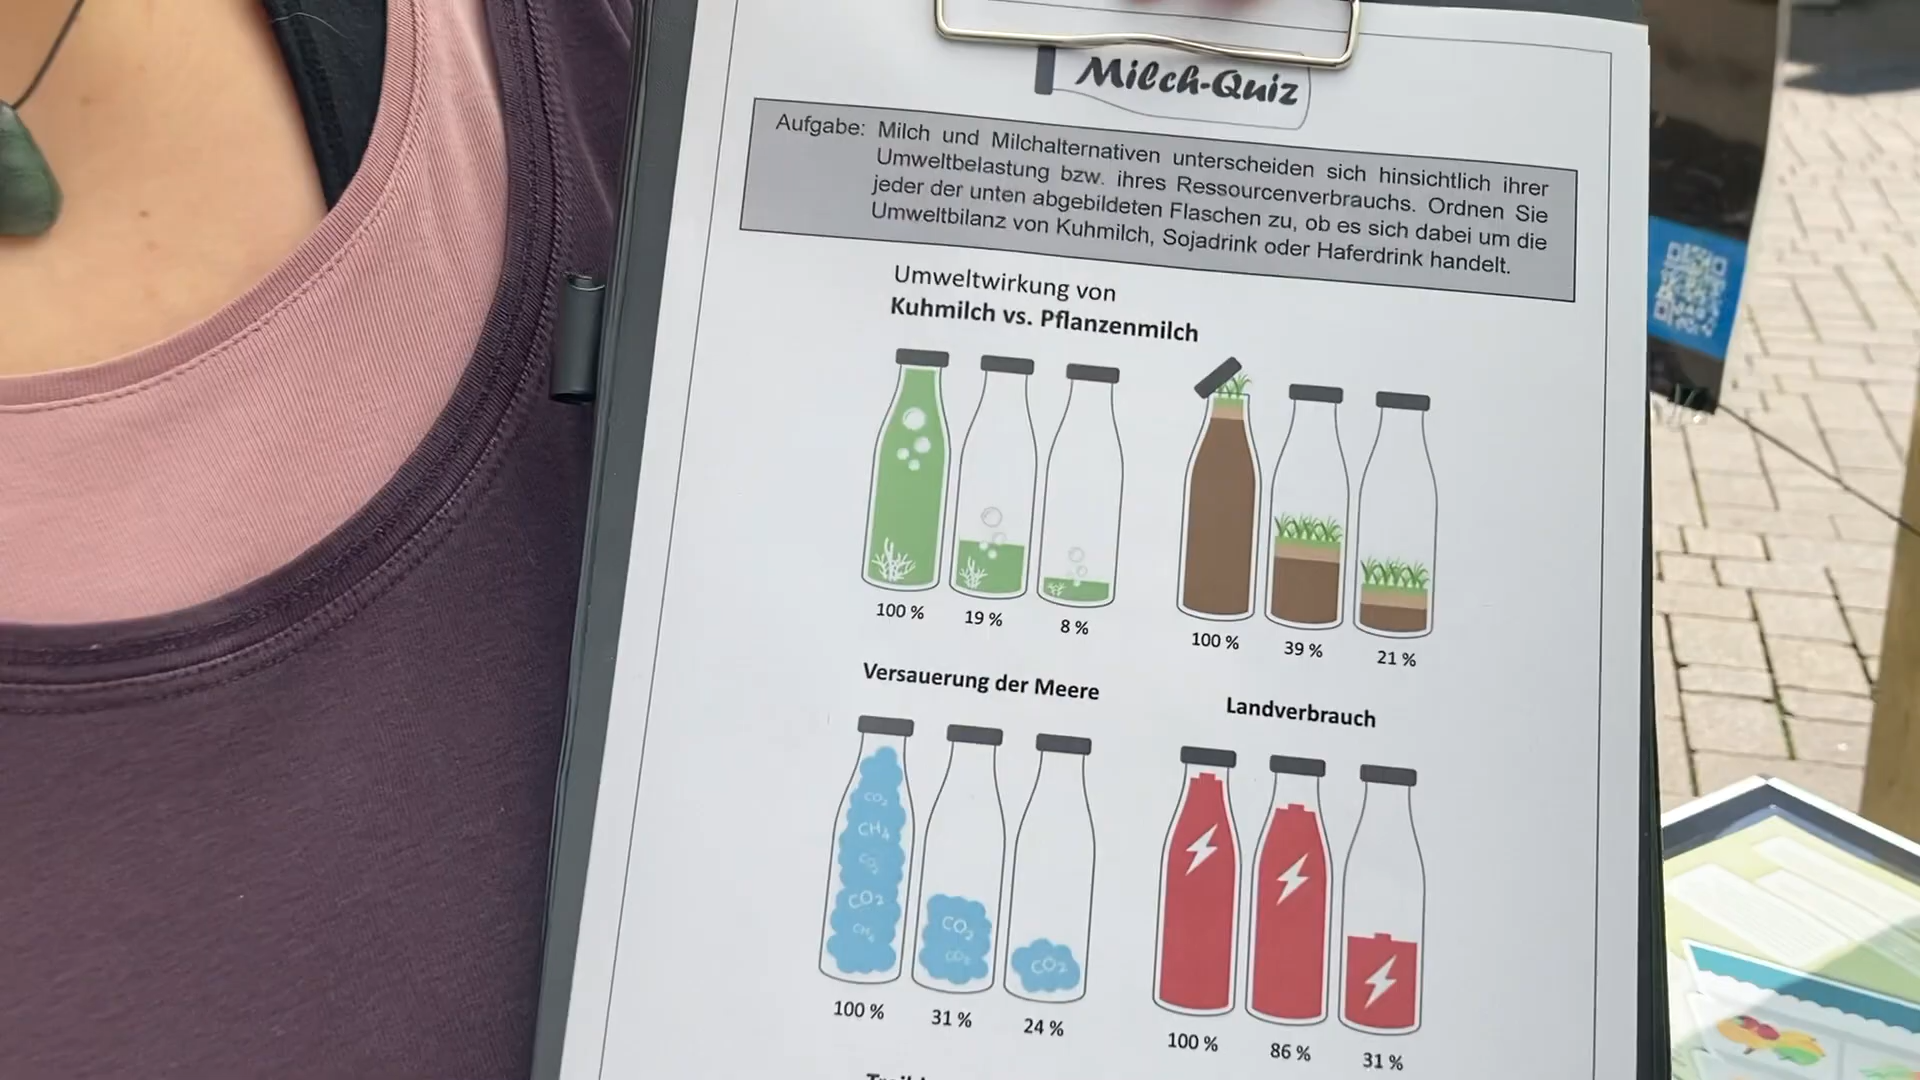 Milch-Quiz
Aufgabe: Milch und Milchalternativen unterscheiden sich hinsichtlich ihrer
Umweltbelastung bzw. ihres Ressourcenverbrauchs. Ordnen Sie
jeder der unten abgebildeten Flaschen zu, ob es sich dabei um die
Umweltbilanz von Kuhmilch, Sojadrink oder Haferdrink handelt.
Umweltwirkung von
Kuhmilch vs. Pflanzenmilch
100 % 19 % 8 %
100 % 39 % 21 %
Versauerung der Meere
Landverbrauch
CO2
CH4
CO2
CO2
CH4
CO2
CO2
CO2
100 % 31 % 24 %
100 % 86 % 31 %